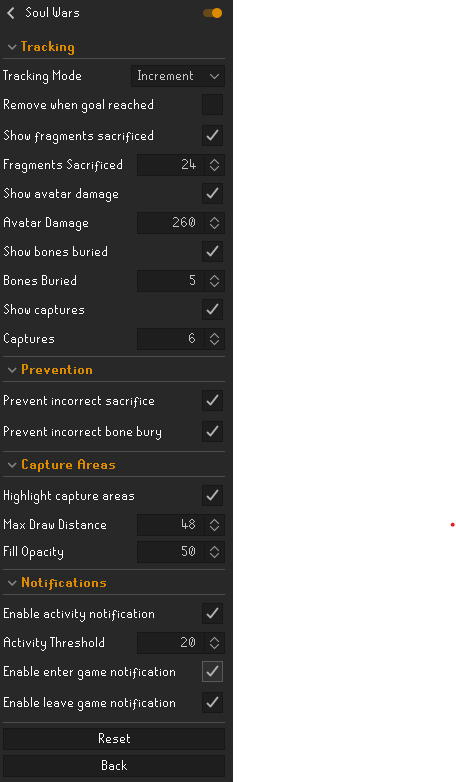 Soul Wars
Tracking
Tracking Mode Increment
Remove when goal reached
Show fragments sacrificed
Fragments Sacrificed 24
Show avatar damage
Avatar Damage 260
Show bones buried
Bones Buried 5
Show captures
Captures 6
Prevention
Prevent incorrect sacrifice
Prevent incorrect bone bury
Capture Areas
Highlight capture areas
Max Draw Distance 48
Fill Opacity 50
Notifications
Enable activity notification
Activity Threshold 20
Enable enter game notification
Enable leave game notification
Reset
Back